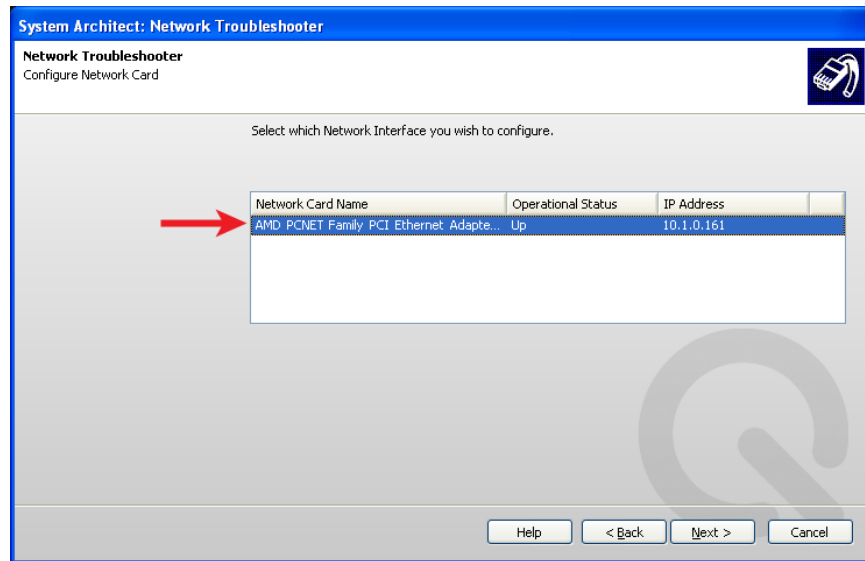 System Architect: Network Troubleshooter
Network Troubleshooter
Configure Network Card
Select which Network Interface you wish to configure.
Network Card Name Operational Status IP Address
AMD PCNET Family PCI Ethernet Adapte... Up 10.1.0.161
Help < Back Next > Cancel